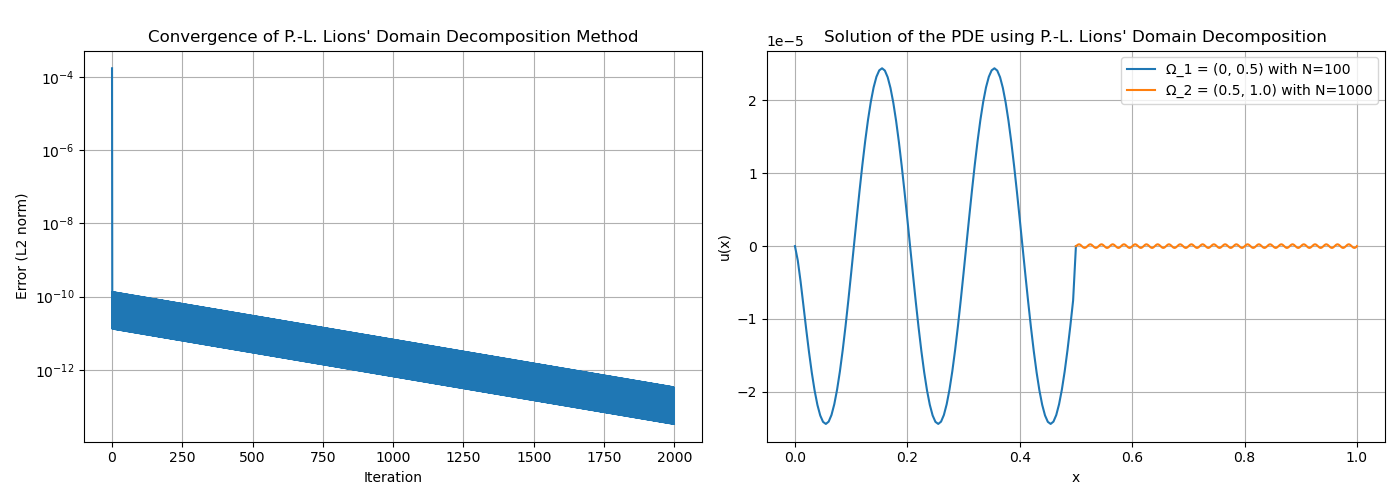 Convergence of P.-L. Lions' Domain Decomposition Method
Error (L2 norm)
10⁻⁴
10⁻⁶
10⁻⁸
10⁻¹⁰
10⁻¹²
0 250 500 750 1000 1250 1500 1750 2000
Iteration
Solution of the PDE using P.-L. Lions' Domain Decomposition
1e−5
Ω_1 = (0, 0.5) with N=100
Ω_2 = (0.5, 1.0) with N=1000
u(x)
2
1
0
−1
−2
0.0 0.2 0.4 0.6 0.8 1.0
x